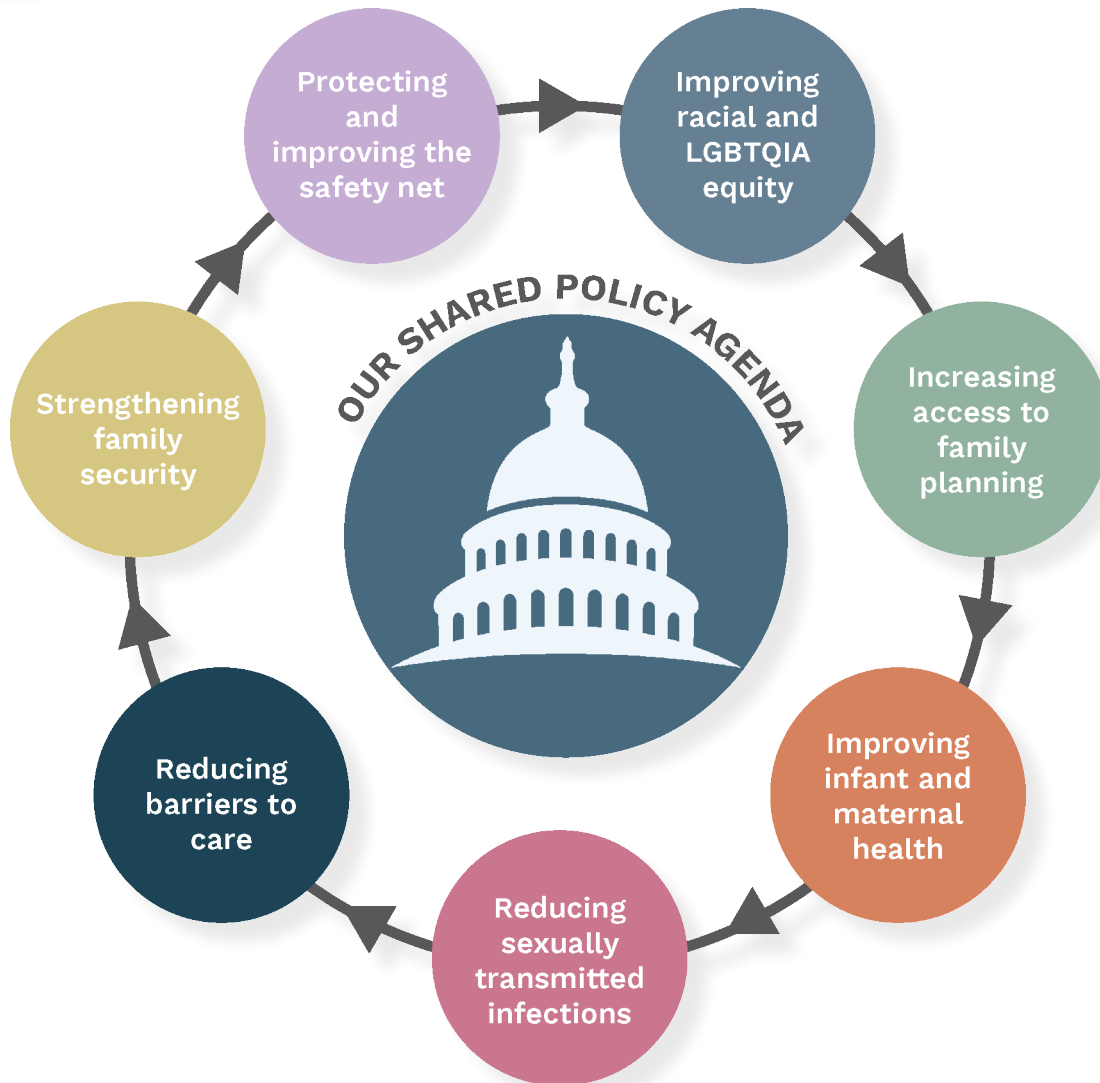 Protecting
and
improving the
safety net
Improving
racial and
LGBTQIA
equity
OUR SHARED POLICY AGENDA
Increasing
access to
family
planning
Strengthening
family
security
Improving
infant and
maternal
health
Reducing
barriers to
care
Reducing
sexually
transmitted
infections